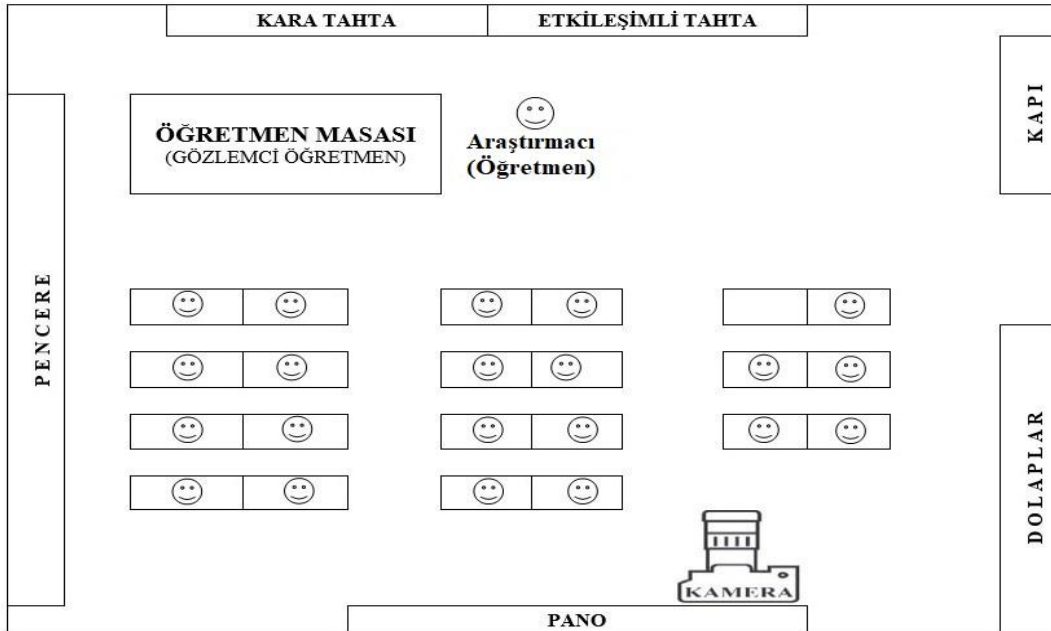 KARA TAHTA
ETKİLEŞİMLİ TAHTA
KAPI
ÖĞRETMEN MASASI
(GÖZLEMCİ ÖĞRETMEN)
Araştırmacı
(Öğretmen)
PENCERE
DOLAPLAR
KAMERA
PANO